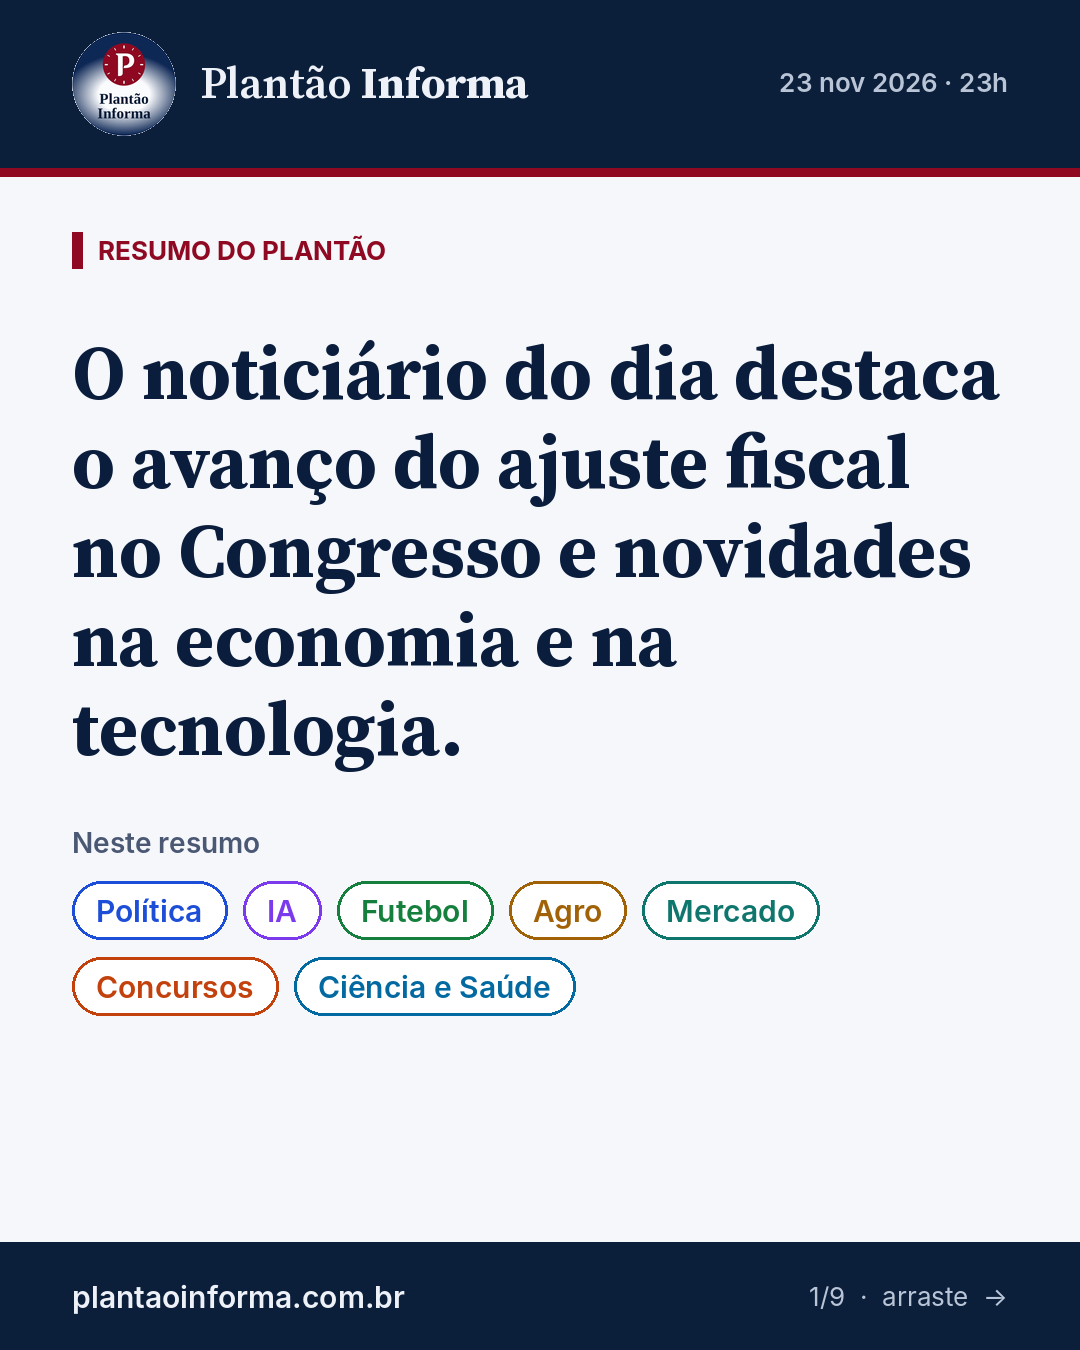 P
Plantão
Informa
Plantão Informa
23 nov 2026 · 23h
RESUMO DO PLANTÃO
O noticiário do dia destaca
o avanço do ajuste fiscal
no Congresso e novidades
na economia e na
tecnologia.
Neste resumo
Política
IA
Futebol
Agro
Mercado
Concursos
Ciência e Saúde
plantaoinforma.com.br
1/9 · arraste →